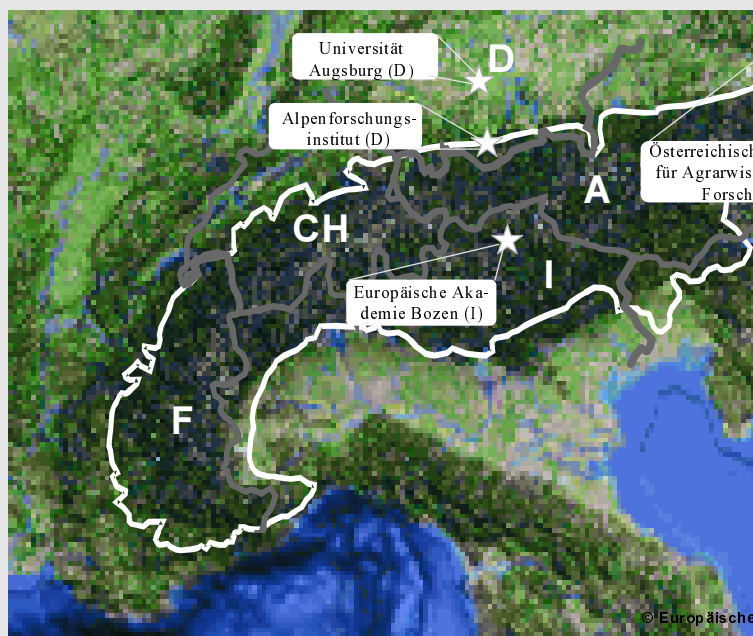 Universität
Augsburg (D)
D
Alpenforschungs-
institut (D)
Österreichisch
für Agrarwis
Forsch
A
CH
I
Europäische Aka-
demie Bozen (I)
F
© Europäische